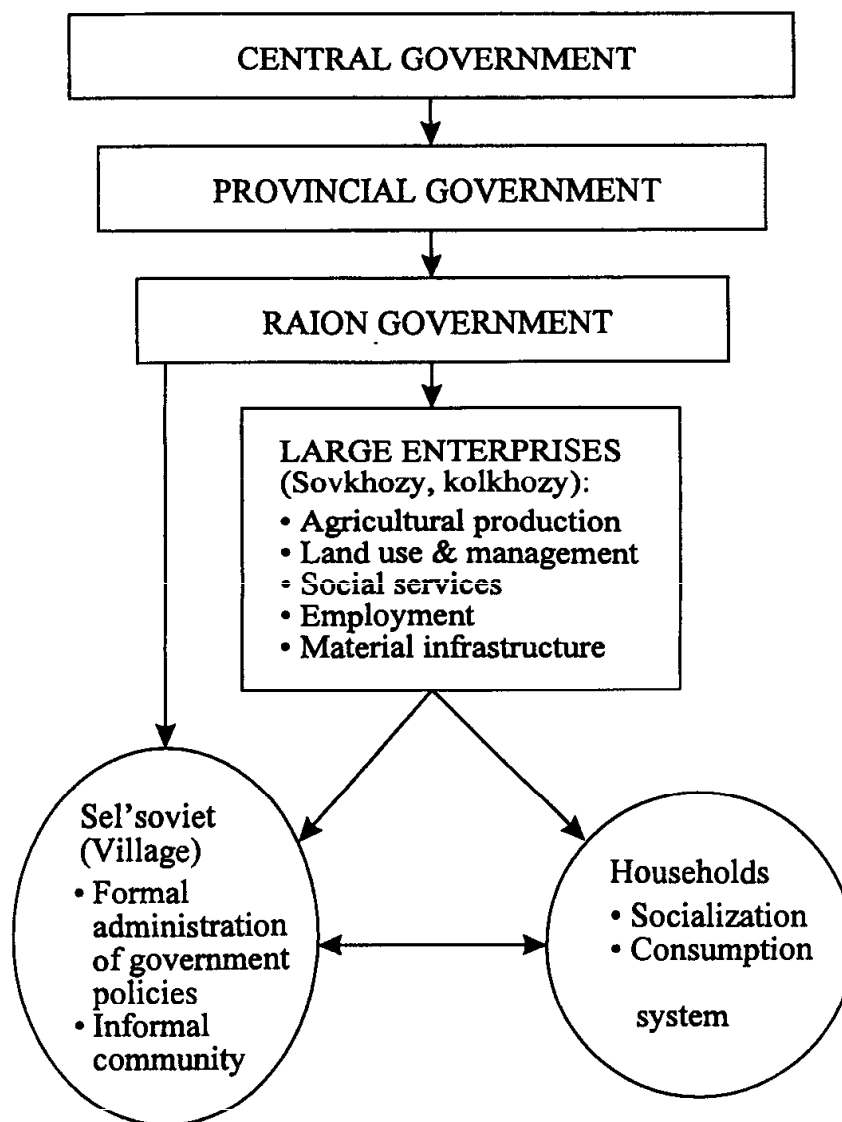 CENTRAL GOVERNMENT
PROVINCIAL GOVERNMENT
RAION GOVERNMENT
LARGE ENTERPRISES
(Sovkhozy, kolkhozy):
• Agricultural production
• Land use & management
• Social services
• Employment
• Material infrastructure
Sel’soviet
(Village)
• Formal
administration
of government
policies
• Informal
community
Households
• Socialization
• Consumption
system